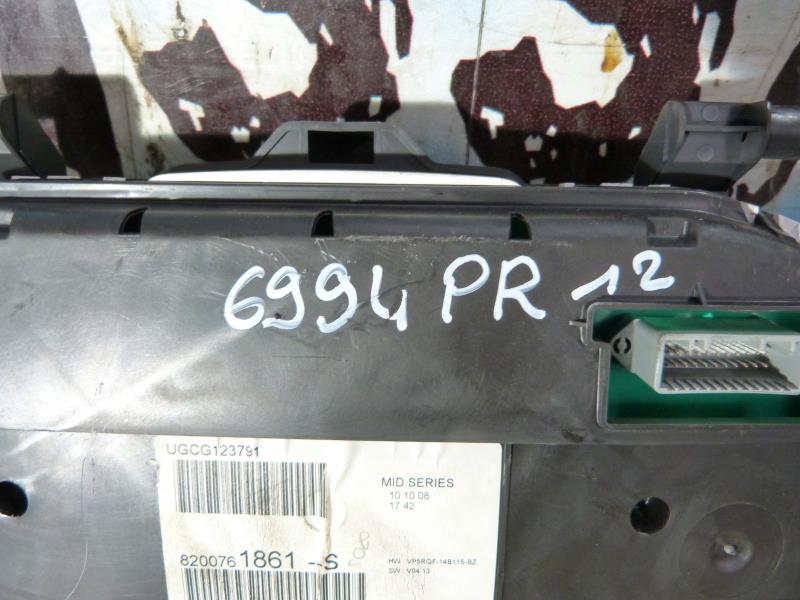 6994 PR 12
UGCG123791
MID SERIES
10 10 08
17 42
8200761861--S
HW : VP5RQF-14B115-BZ
SW : V04.13